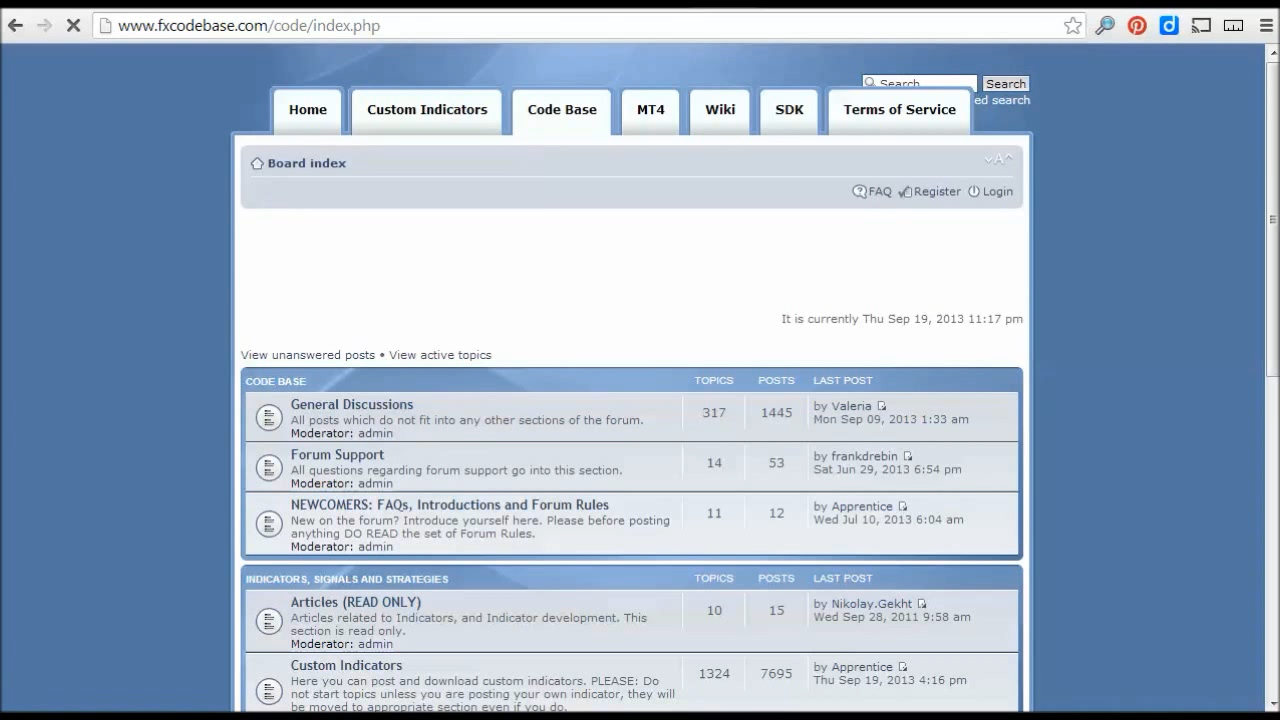 www.fxcodebase.com/code/index.php
Search
Search
ed search
Home
Custom Indicators
Code Base
MT4
Wiki
SDK
Terms of Service
Board index
A
FAQ
Register
Login
It is currently Thu Sep 19, 2013 11:17 pm
View unanswered posts • View active topics
CODE BASE TOPICS POSTS LAST POST
General Discussions
All posts which do not fit into any other sections of the forum.
Moderator: admin
317
1445
by Valeria
Mon Sep 09, 2013 1:33 am
Forum Support
All questions regarding forum support go into this section.
Moderator: admin
14
53
by frankdrebin
Sat Jun 29, 2013 6:54 pm
NEWCOMERS: FAQs, Introductions and Forum Rules
New on the forum? Introduce yourself here. Please before posting
anything DO READ the set of Forum Rules.
Moderator: admin
11
12
by Apprentice
Wed Jul 10, 2013 6:04 am
INDICATORS, SIGNALS AND STRATEGIES TOPICS POSTS LAST POST
Articles (READ ONLY)
Articles related to Indicators, and Indicator development. This
section is read only.
Moderator: admin
10
15
by Nikolay.Gekht
Wed Sep 28, 2011 9:58 am
Custom Indicators
Here you can post and download custom indicators. PLEASE: Do
not start topics unless you are posting your own indicator, they will
be moved to appropriate section even if you do.
1324
7695
by Apprentice
Thu Sep 19, 2013 4:16 pm